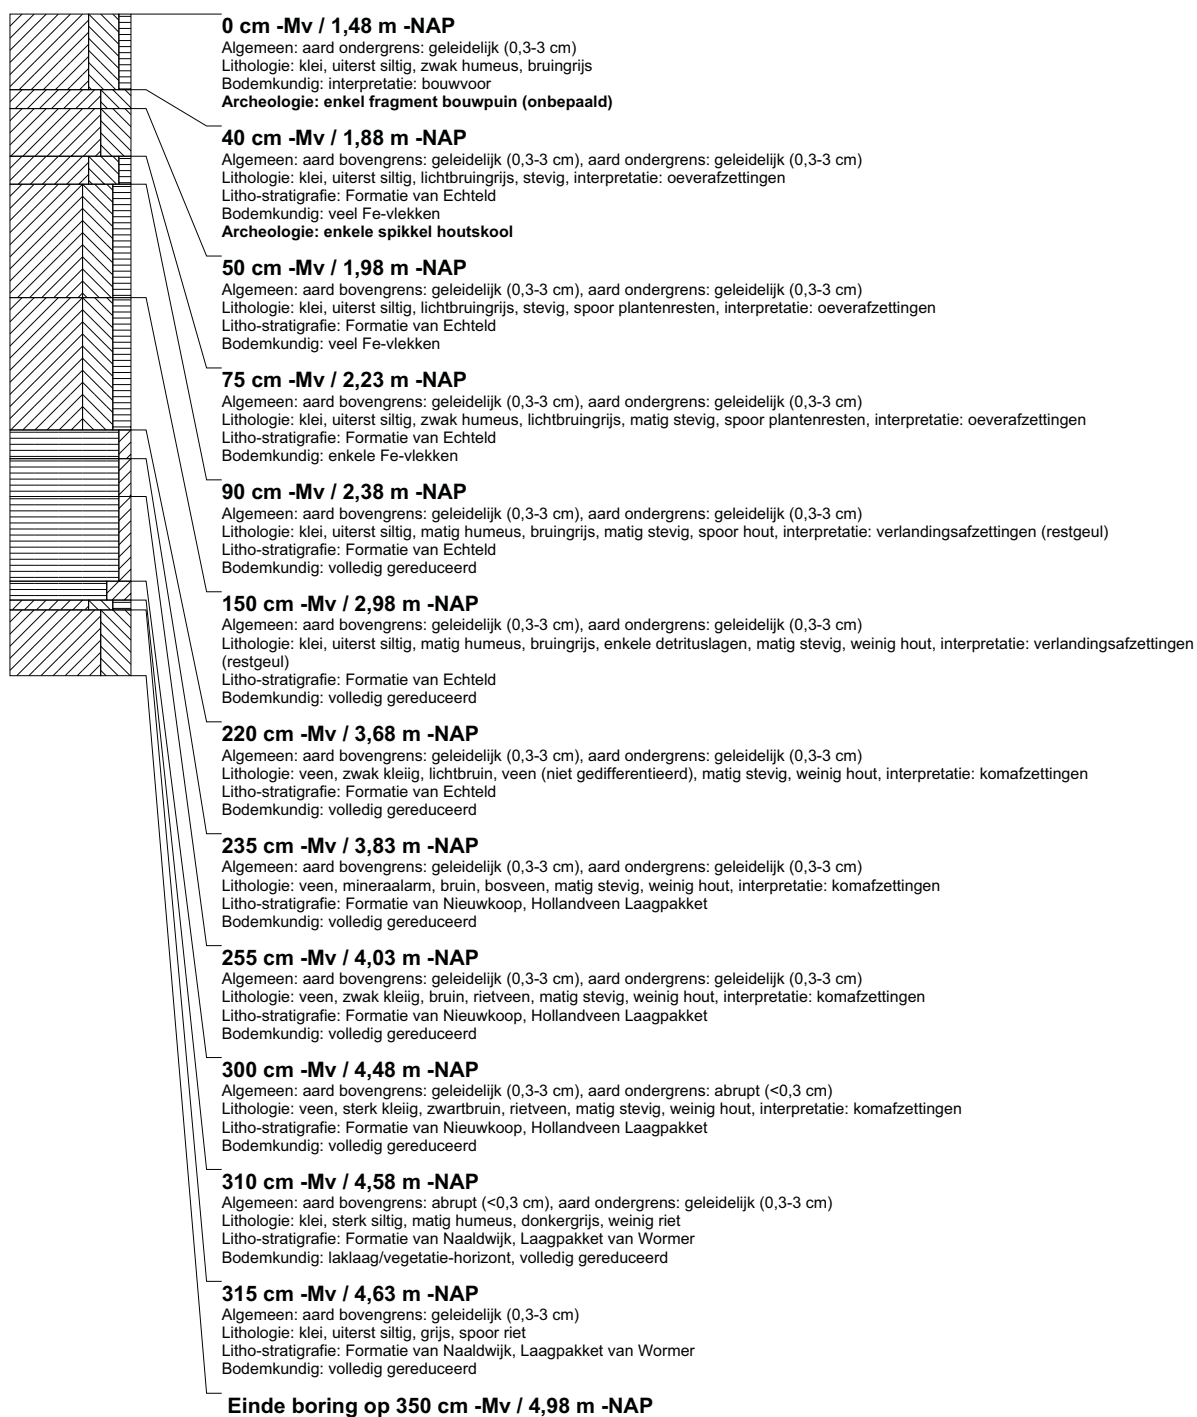 0 cm -Mv / 1,48 m -NAP
Algemeen: aard ondergrens: geleidelijk (0,3-3 cm)
Lithologie: klei, uiterst siltig, zwak humeus, bruingrijs
Bodemkundig: interpretatie: bouwvoor
Archeologie: enkel fragment bouwpuin (onbepaald)
40 cm -Mv / 1,88 m -NAP
Algemeen: aard bovengrens: geleidelijk (0,3-3 cm), aard ondergrens: geleidelijk (0,3-3 cm)
Lithologie: klei, uiterst siltig, lichtbruingrijs, stevig, interpretatie: oeverafzettingen
Litho-stratigrafie: Formatie van Echteld
Bodemkundig: veel Fe-vlekken
Archeologie: enkele spikkel houtskool
50 cm -Mv / 1,98 m -NAP
Algemeen: aard bovengrens: geleidelijk (0,3-3 cm), aard ondergrens: geleidelijk (0,3-3 cm)
Lithologie: klei, uiterst siltig, lichtbruingrijs, stevig, spoor plantenresten, interpretatie: oeverafzettingen
Litho-stratigrafie: Formatie van Echteld
Bodemkundig: veel Fe-vlekken
75 cm -Mv / 2,23 m -NAP
Algemeen: aard bovengrens: geleidelijk (0,3-3 cm), aard ondergrens: geleidelijk (0,3-3 cm)
Lithologie: klei, uiterst siltig, zwak humeus, lichtbruingrijs, matig stevig, spoor plantenresten, interpretatie: oeverafzettingen
Litho-stratigrafie: Formatie van Echteld
Bodemkundig: enkele Fe-vlekken
90 cm -Mv / 2,38 m -NAP
Algemeen: aard bovengrens: geleidelijk (0,3-3 cm), aard ondergrens: geleidelijk (0,3-3 cm)
Lithologie: klei, uiterst siltig, matig humeus, bruingrijs, matig stevig, spoor hout, interpretatie: verlandingsafzettingen (restgeul)
Litho-stratigrafie: Formatie van Echteld
Bodemkundig: volledig gereduceerd
150 cm -Mv / 2,98 m -NAP
Algemeen: aard bovengrens: geleidelijk (0,3-3 cm), aard ondergrens: geleidelijk (0,3-3 cm)
Lithologie: klei, uiterst siltig, matig humeus, bruingrijs, enkele detrituslagen, matig stevig, weinig hout, interpretatie: verlandingsafzettingen
(restgeul)
Litho-stratigrafie: Formatie van Echteld
Bodemkundig: volledig gereduceerd
220 cm -Mv / 3,68 m -NAP
Algemeen: aard bovengrens: geleidelijk (0,3-3 cm), aard ondergrens: geleidelijk (0,3-3 cm)
Lithologie: veen, zwak kleiig, lichtbruin, veen (niet gedifferentieerd), matig stevig, weinig hout, interpretatie: komafzettingen
Litho-stratigrafie: Formatie van Echteld
Bodemkundig: volledig gereduceerd
235 cm -Mv / 3,83 m -NAP
Algemeen: aard bovengrens: geleidelijk (0,3-3 cm), aard ondergrens: geleidelijk (0,3-3 cm)
Lithologie: veen, mineraalarm, bruin, bosveen, matig stevig, weinig hout, interpretatie: komafzettingen
Litho-stratigrafie: Formatie van Nieuwkoop, Hollandveen Laagpakket
Bodemkundig: volledig gereduceerd
255 cm -Mv / 4,03 m -NAP
Algemeen: aard bovengrens: geleidelijk (0,3-3 cm), aard ondergrens: geleidelijk (0,3-3 cm)
Lithologie: veen, zwak kleiig, bruin, rietveen, matig stevig, weinig hout, interpretatie: komafzettingen
Litho-stratigrafie: Formatie van Nieuwkoop, Hollandveen Laagpakket
Bodemkundig: volledig gereduceerd
300 cm -Mv / 4,48 m -NAP
Algemeen: aard bovengrens: geleidelijk (0,3-3 cm), aard ondergrens: abrupt (<0,3 cm)
Lithologie: veen, sterk kleiig, zwartbruin, rietveen, matig stevig, weinig hout, interpretatie: komafzettingen
Litho-stratigrafie: Formatie van Nieuwkoop, Hollandveen Laagpakket
Bodemkundig: volledig gereduceerd
310 cm -Mv / 4,58 m -NAP
Algemeen: aard bovengrens: abrupt (<0,3 cm), aard ondergrens: geleidelijk (0,3-3 cm)
Lithologie: klei, sterk siltig, matig humeus, donkergrijs, weinig riet
Litho-stratigrafie: Formatie van Naaldwijk, Laagpakket van Wormer
Bodemkundig: laklaag/vegetatie-horizont, volledig gereduceerd
315 cm -Mv / 4,63 m -NAP
Algemeen: aard bovengrens: geleidelijk (0,3-3 cm)
Lithologie: klei, uiterst siltig, grijs, spoor riet
Litho-stratigrafie: Formatie van Naaldwijk, Laagpakket van Wormer
Bodemkundig: volledig gereduceerd
Einde boring op 350 cm -Mv / 4,98 m -NAP